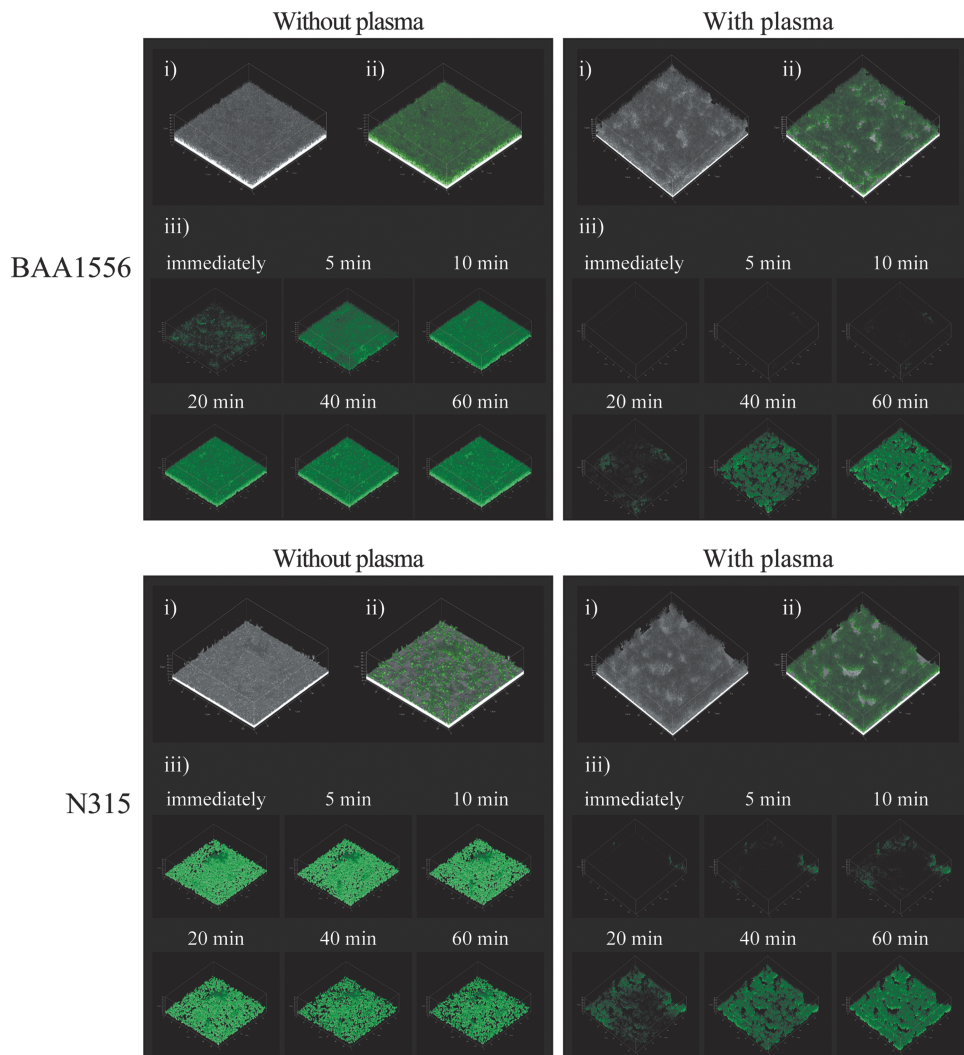 Without plasma
With plasma
i)
ii)
i)
ii)
iii)
iii)
BAA1556
immediately
5 min
10 min
immediately
5 min
10 min
20 min
40 min
60 min
20 min
40 min
60 min
Without plasma
With plasma
i)
ii)
i)
ii)
iii)
iii)
N315
immediately
5 min
10 min
immediately
5 min
10 min
20 min
40 min
60 min
20 min
40 min
60 min